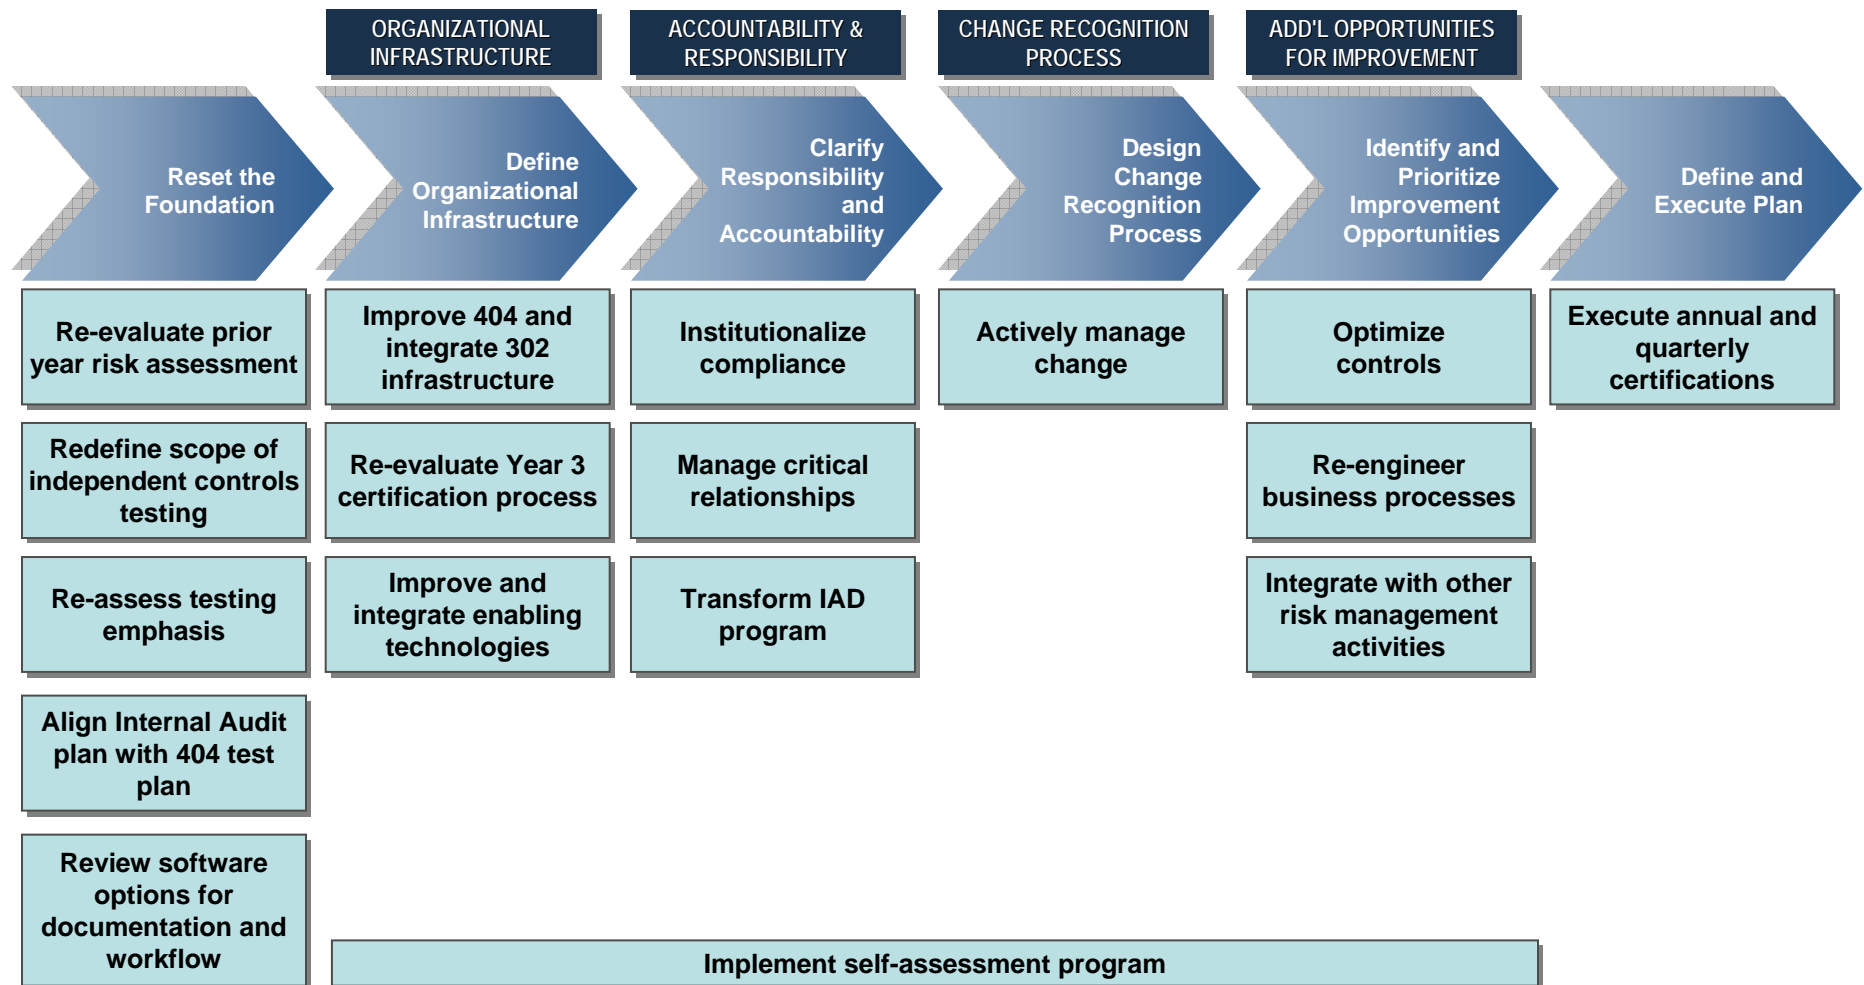 ORGANIZATIONAL
INFRASTRUCTURE
ACCOUNTABILITY &
RESPONSIBILITY
CHANGE RECOGNITION
PROCESS
ADD'L OPPORTUNITIES
FOR IMPROVEMENT
Reset the
Foundation
Define
Organizational
Infrastructure
Clarify
Responsibility
and
Accountability
Design
Change
Recognition
Process
Identify and
Prioritize
Improvement
Opportunities
Define and
Execute Plan
Re-evaluate prior
year risk assessment
Improve 404 and
integrate 302
infrastructure
Institutionalize
compliance
Actively manage
change
Optimize
controls
Execute annual and
quarterly
certifications
Redefine scope of
independent controls
testing
Re-evaluate Year 3
certification process
Manage critical
relationships
Re-engineer
business processes
Re-assess testing
emphasis
Improve and
integrate enabling
technologies
Transform IAD
program
Integrate with other
risk management
activities
Align Internal Audit
plan with 404 test
plan
Review software
options for
documentation and
workflow
Implement self-assessment program